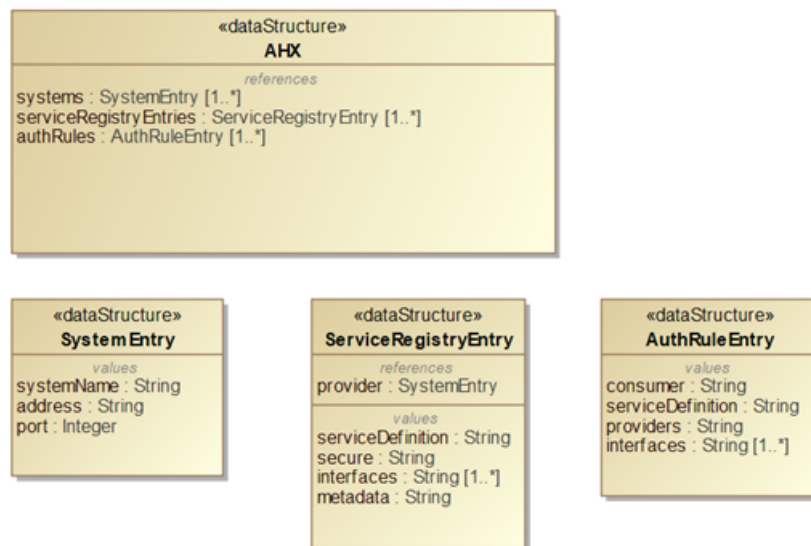 «dataStructure»
AHX
references
systems : SystemEntry [1..*]
serviceRegistryEntries : ServiceRegistryEntry [1..*]
authRules : AuthRuleEntry [1..*]
«dataStructure»
SystemEntry
values
systemName : String
address : String
port : Integer
«dataStructure»
ServiceRegistryEntry
references
provider : SystemEntry
values
serviceDefinition : String
secure : String
interfaces : String [1..*]
metadata : String
«dataStructure»
AuthRuleEntry
values
consumer : String
serviceDefinition : String
providers : String
interfaces : String [1..*]